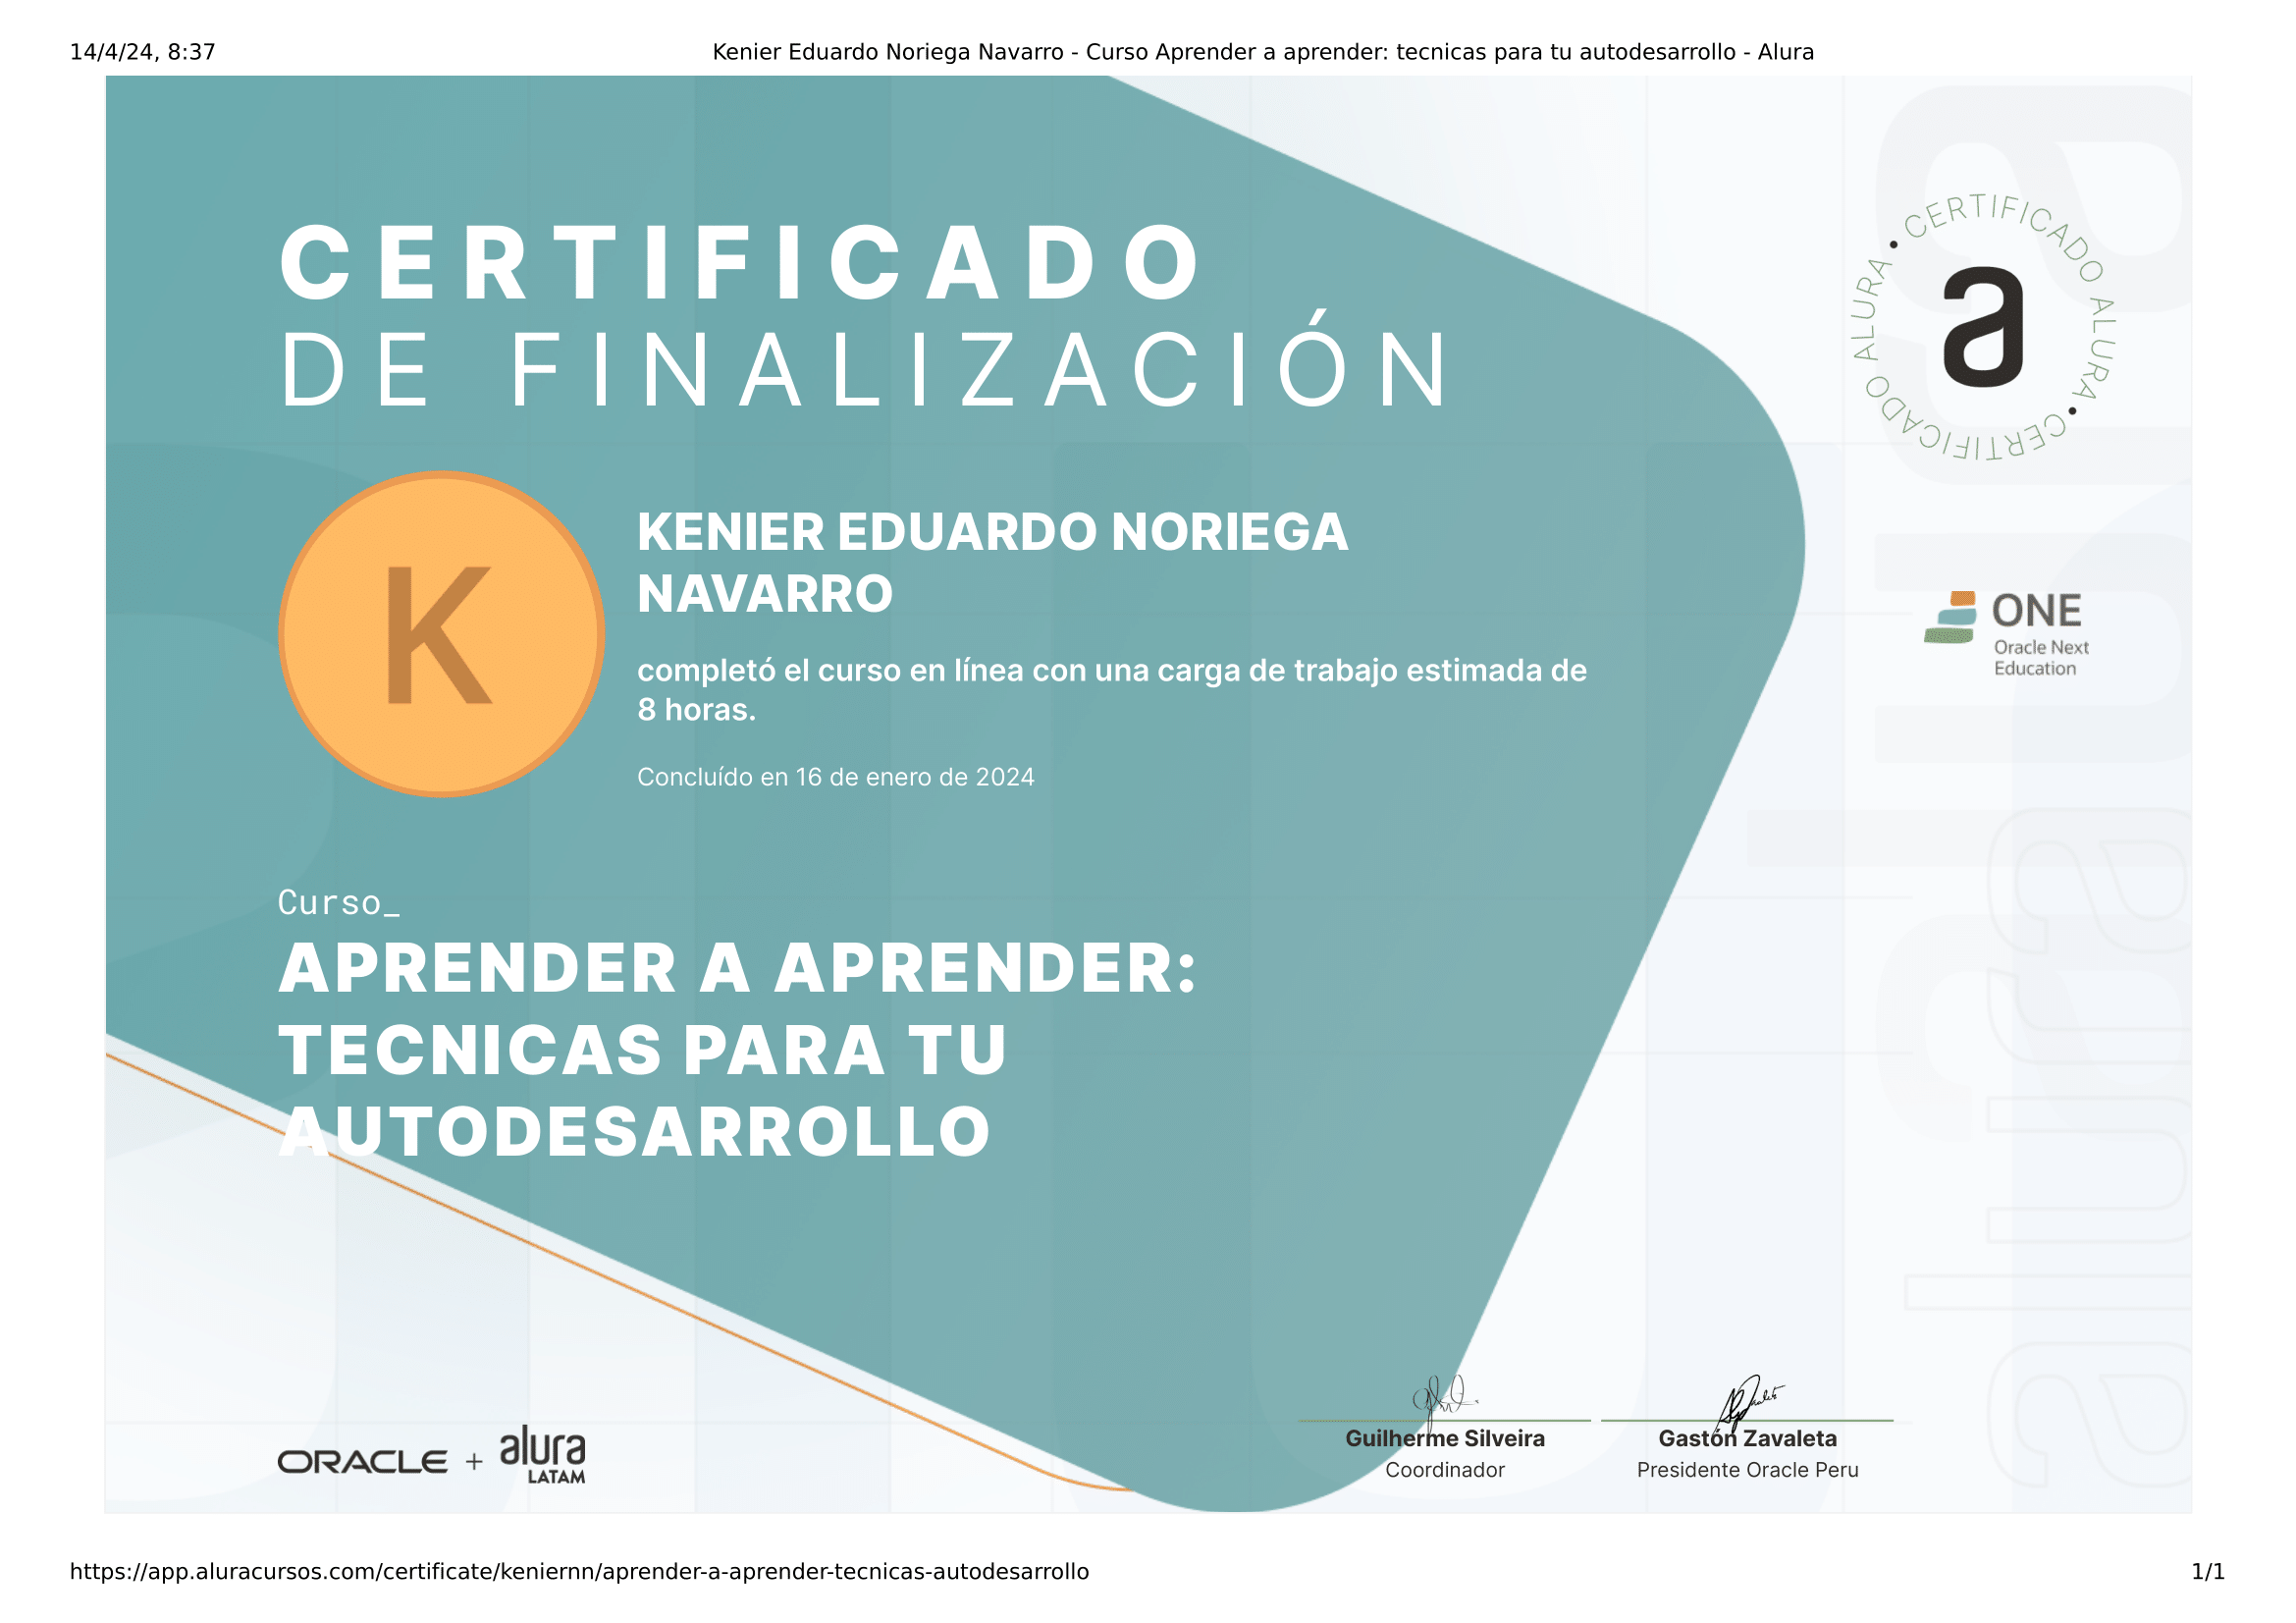 14/4/24, 8:37
Kenier Eduardo Noriega Navarro - Curso Aprender a aprender: tecnicas para tu autodesarrollo - Alura
CERTIFICADO
DE FINALIZACIÓN
• CERTIFICADO ALURA • CERTIFICADO ALURA
a
KENIER EDUARDO NORIEGA
NAVARRO
K
completó el curso en línea con una carga de trabajo estimada de
8 horas.
Concluído en 16 de enero de 2024
ONE
Oracle Next
Education
Curso_
APRENDER A APRENDER:
TECNICAS PARA TU
AUTODESARROLLO
alura
alura
ORACLE + alura
LATAM
Guilherme Silveira
Coordinador
Gastón Zavaleta
Presidente Oracle Peru
https://app.aluracursos.com/certificate/keniernn/aprender-a-aprender-tecnicas-autodesarrollo
1/1